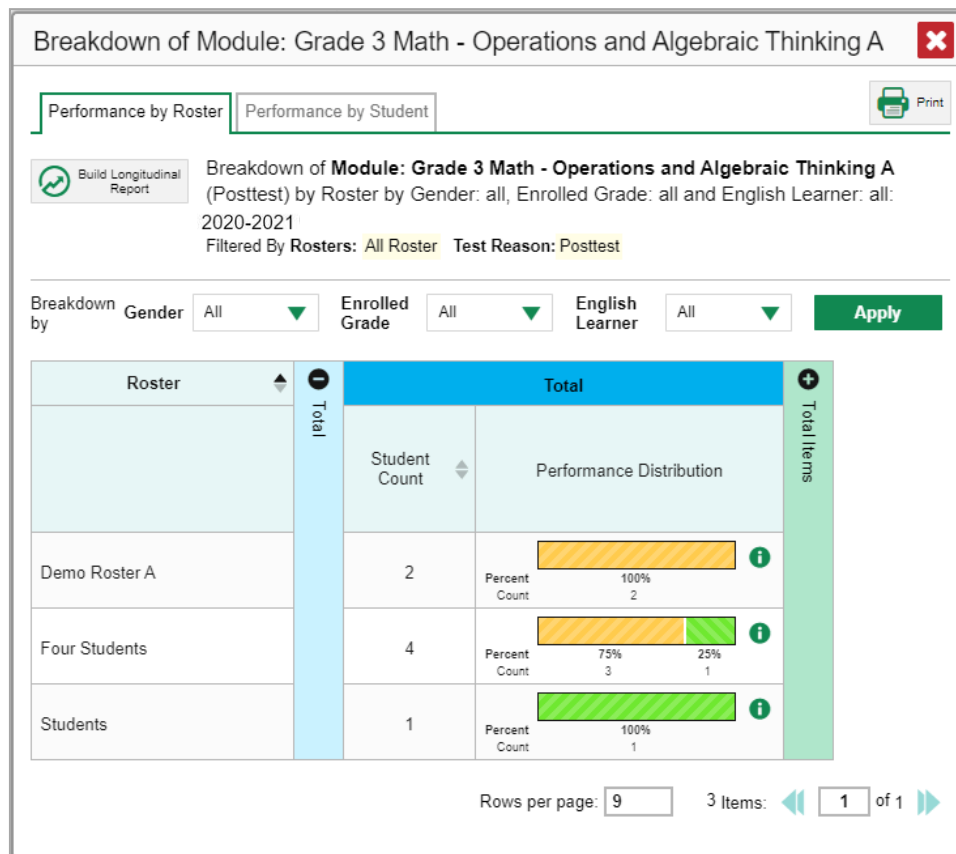 Breakdown of Module: Grade 3 Math - Operations and Algebraic Thinking A
Performance by Roster
Performance by Student
Print
Build Longitudinal
Report
Breakdown of Module: Grade 3 Math - Operations and Algebraic Thinking A
(Posttest) by Roster by Gender: all, Enrolled Grade: all and English Learner: all:
2020-2021
Filtered By Rosters: All Roster Test Reason: Posttest
Breakdown
by
Gender
All
Enrolled
Grade
All
English
Learner
All
Apply
Roster
Total
Total
Total Items
Student
Count
Performance Distribution
Demo Roster A
2
Percent 100%
Count 2
Four Students
4
Percent 75% 25%
Count 3 1
Students
1
Percent 100%
Count 1
Rows per page: 9 3 Items: 1 of 1